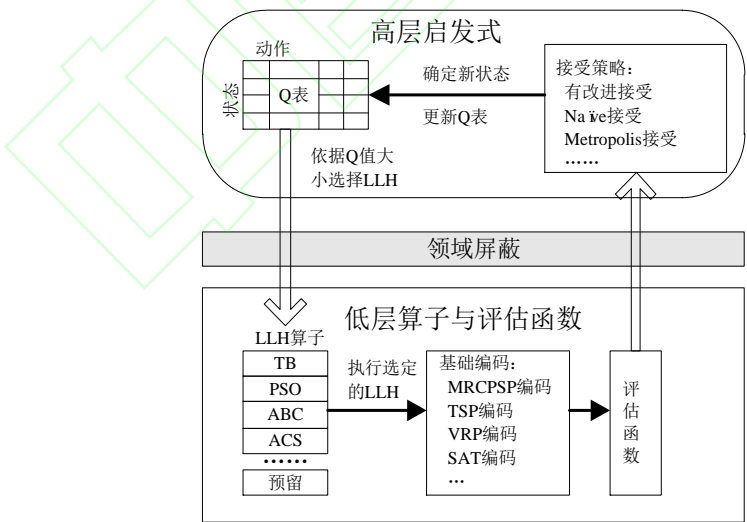 高层启发式
动作
状态
Q表
确定新状态
更新Q表
接受策略：
有改进接受
Naïve接受
Metropolis接受
……
依据Q值大
小选择LLH
领域屏蔽
低层算子与评估函数
LLH算子
TB
PSO
ABC
ACS
……
预留
执行选定
的LLH
基础编码：
MRCPSP编码
TSP编码
VRP编码
SAT编码
…
评
估
函
数